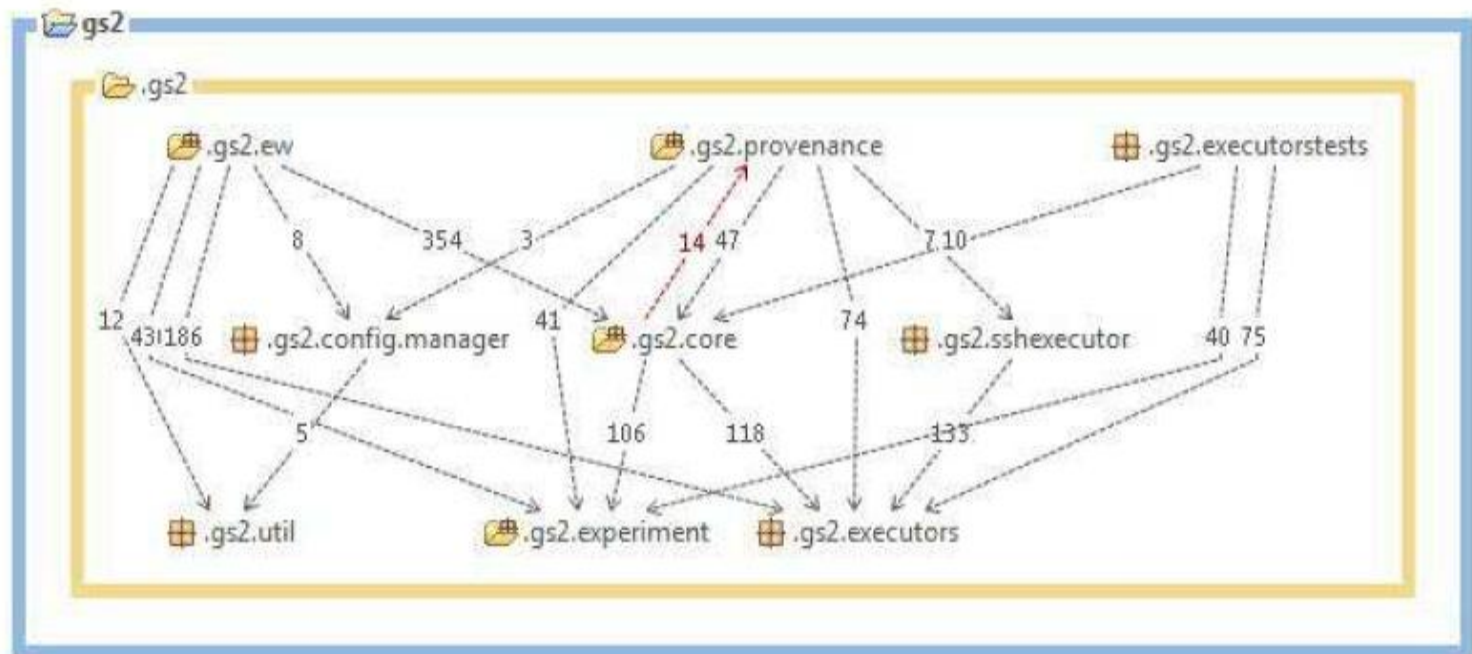 gs2
.gs2
.gs2.ew .gs2.provenance .gs2.executorstests
8 354 3 14 47 7 10
12 186 41 74 40 75
.gs2.config.manager .gs2.core .gs2.sshexecutor
5 106 118 133
.gs2.util .gs2.experiment .gs2.executors